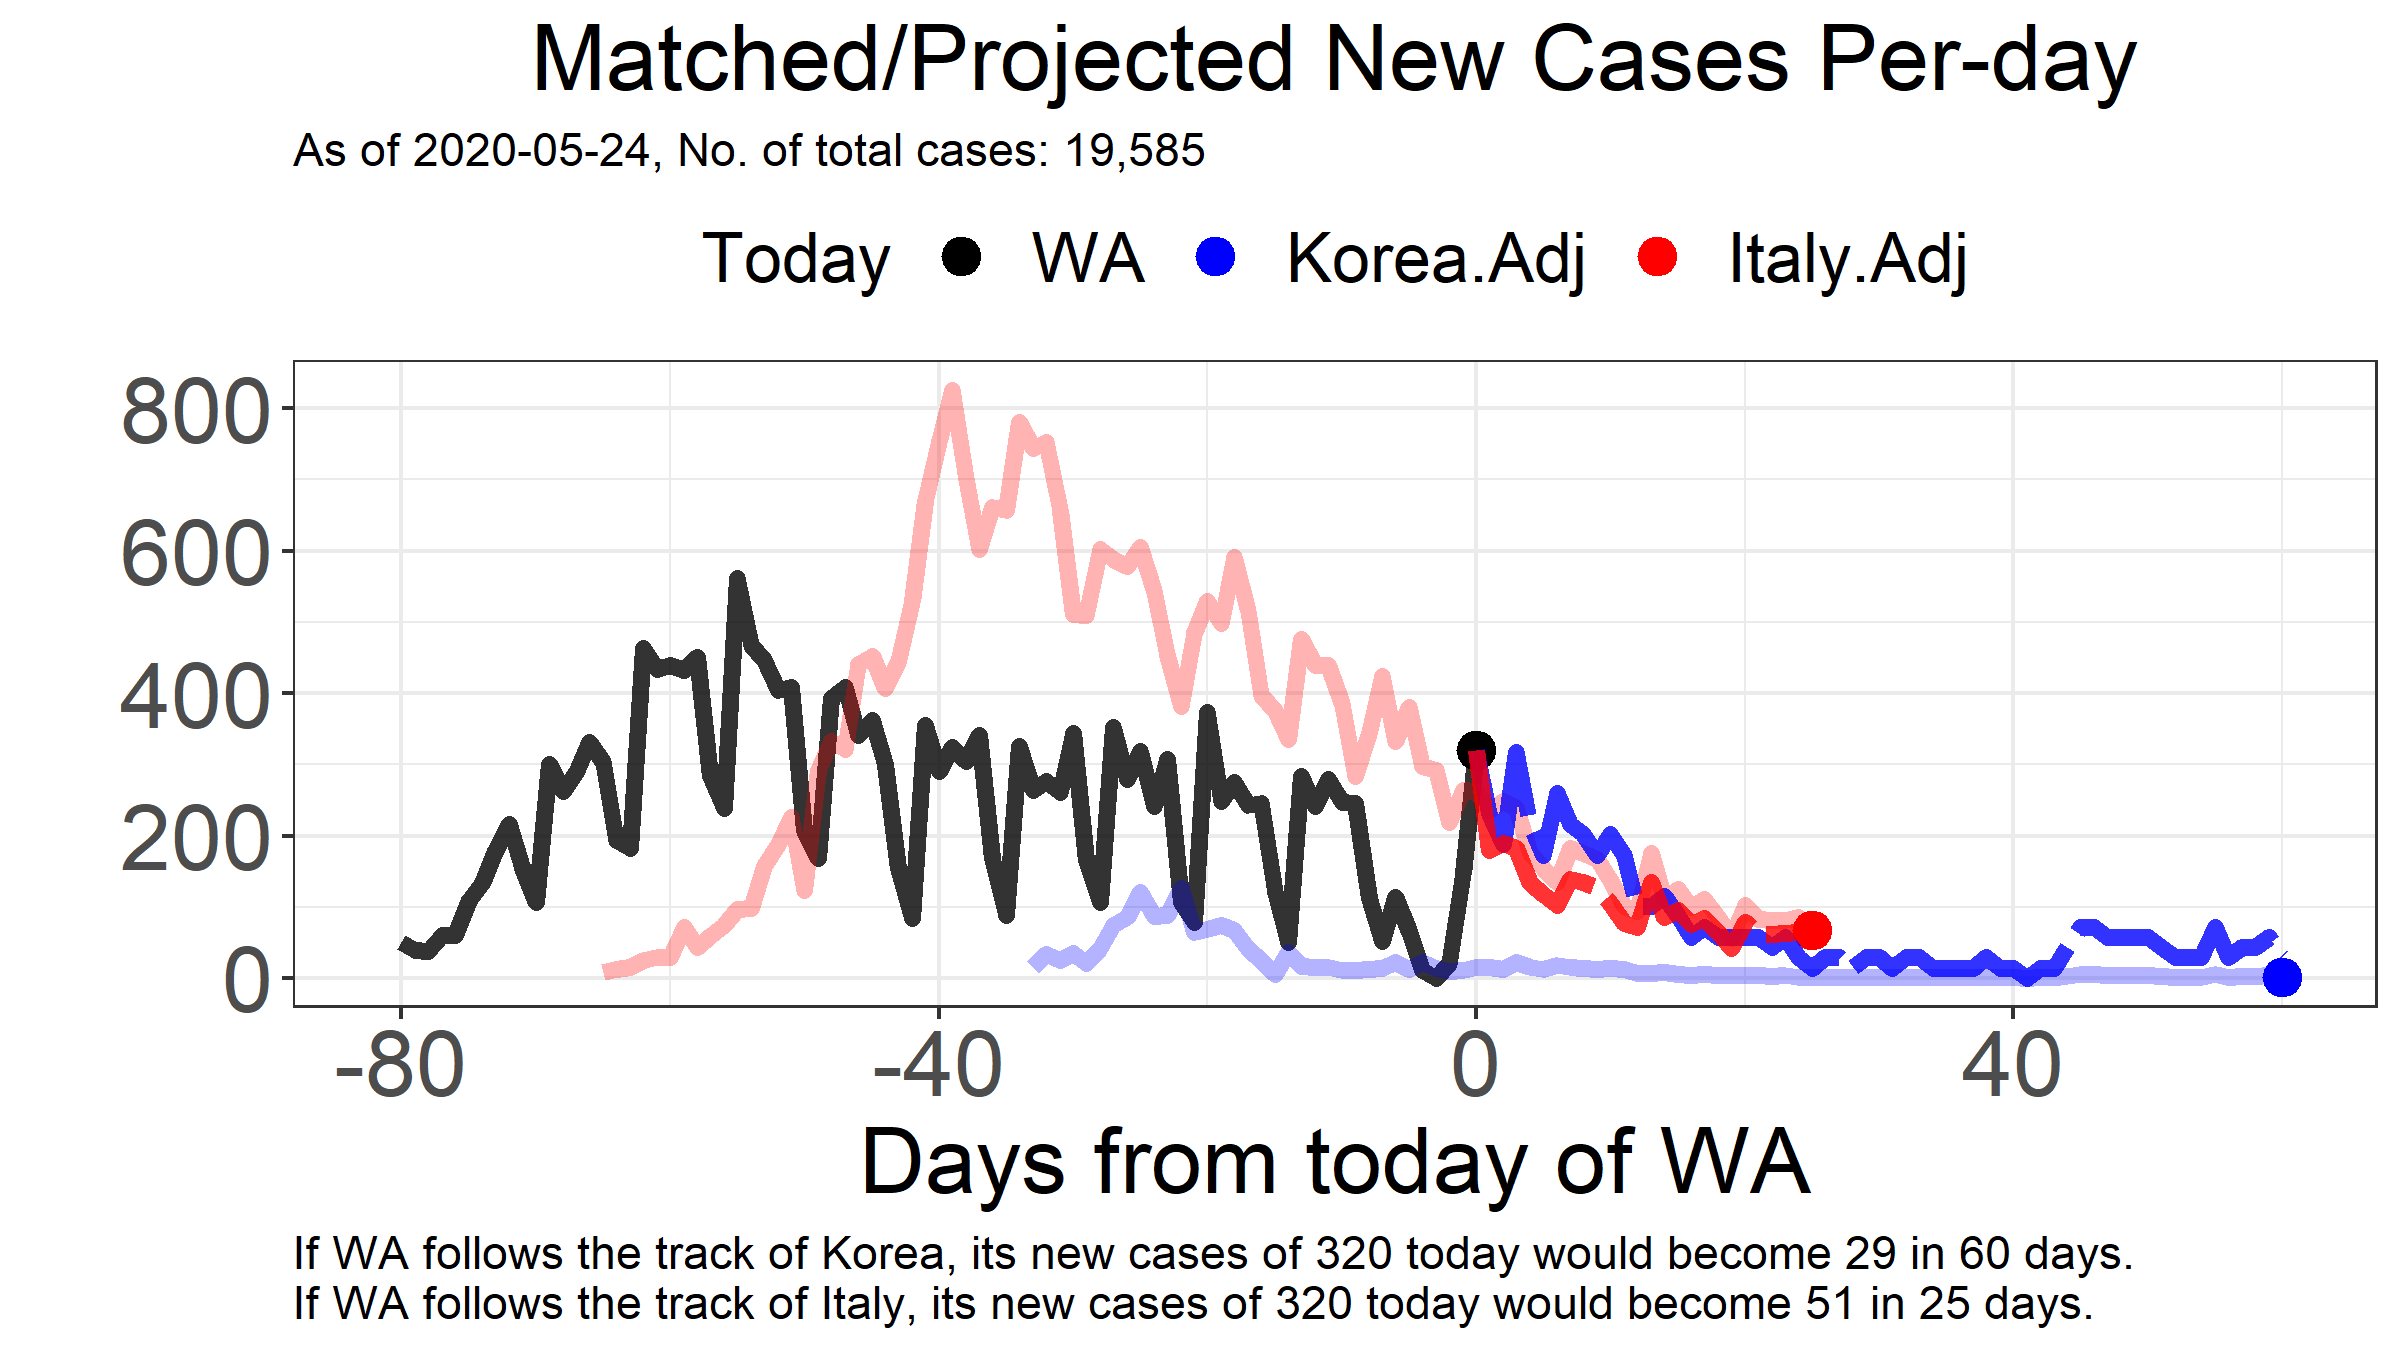 Matched/Projected New Cases Per-day
As of 2020-05-24, No. of total cases: 19,585
Today WA Korea.Adj Italy.Adj
800
600
400
200
0
-80 -40 0 40
Days from today of WA
If WA follows the track of Korea, its new cases of 320 today would become 29 in 60 days.
If WA follows the track of Italy, its new cases of 320 today would become 51 in 25 days.